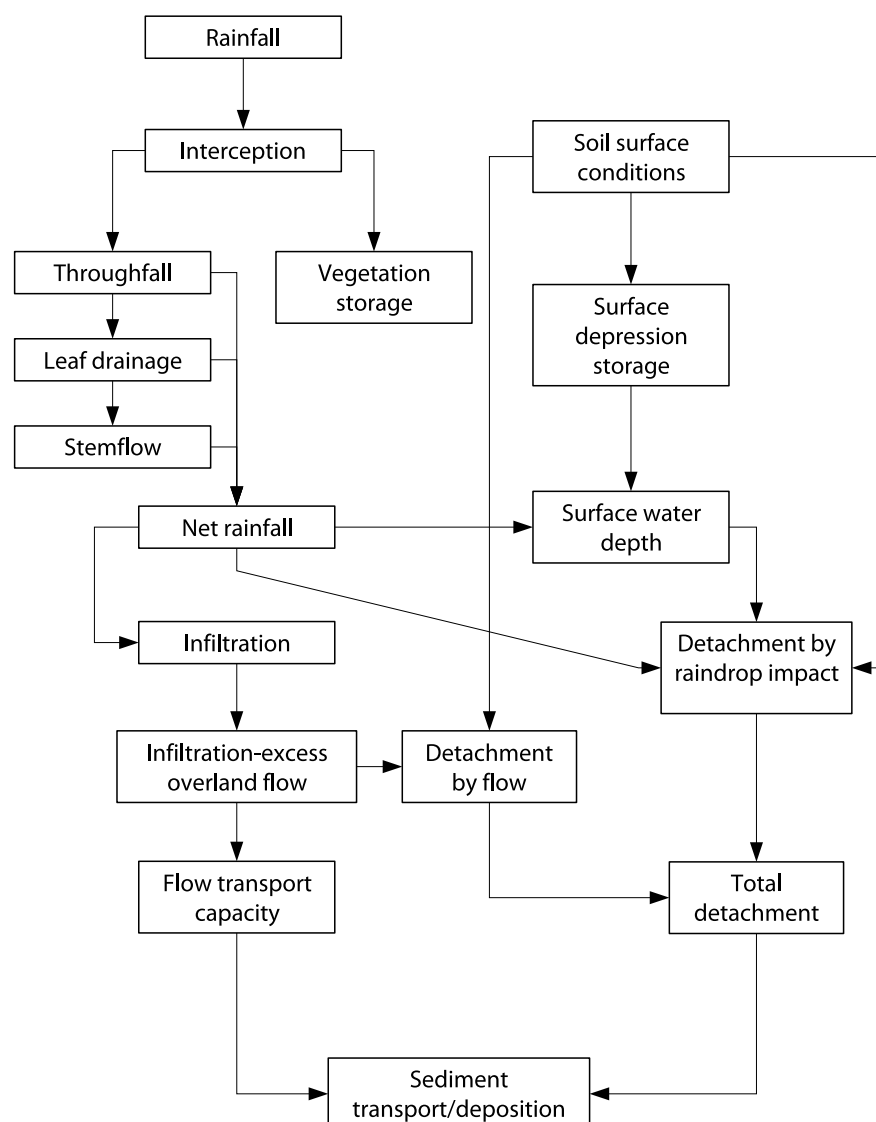 Rainfall
Interception
Soil surface
conditions
Throughfall
Vegetation
storage
Surface
depression
storage
Leaf drainage
Stemflow
Net rainfall
Surface water
depth
Infiltration
Detachment by
raindrop impact
Infiltration-excess
overland flow
Detachment
by flow
Flow transport
capacity
Total
detachment
Sediment
transport/deposition